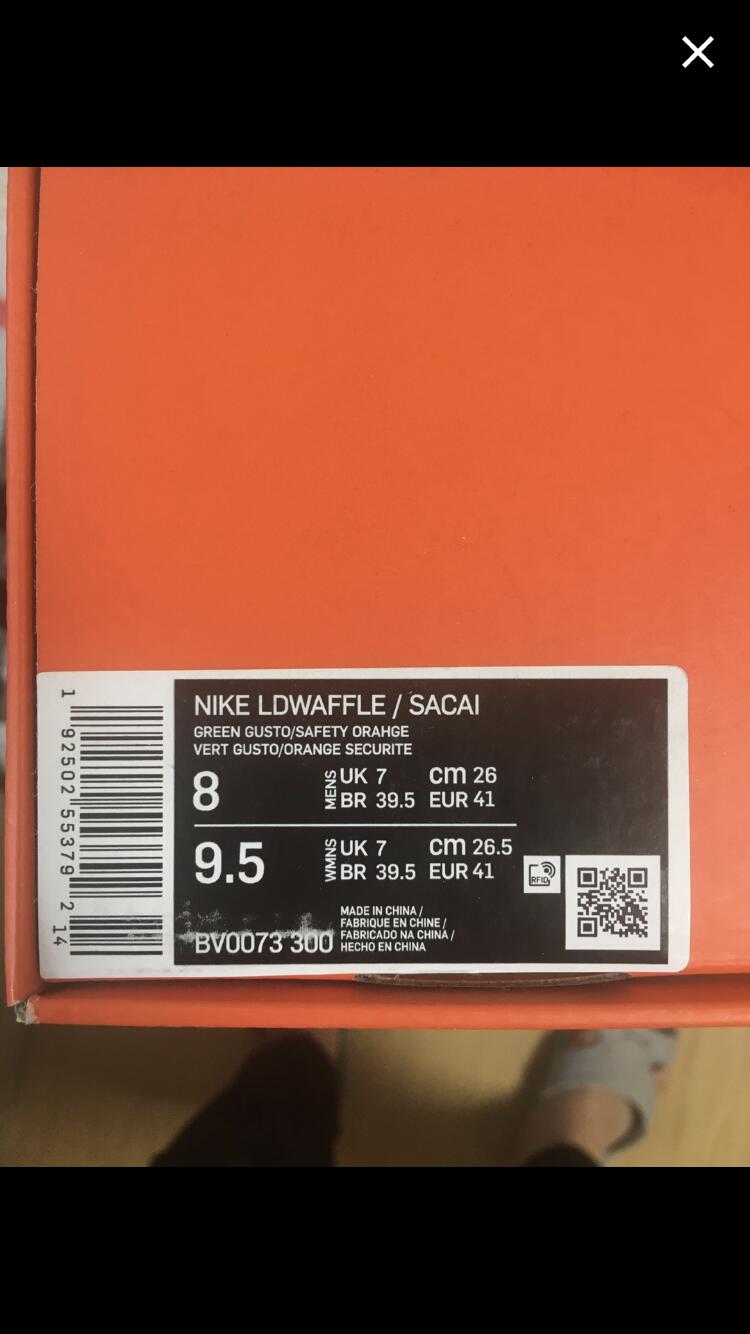 NIKE LDWAFFLE / SACAI
GREEN GUSTO/SAFETY ORAHGE
VERT GUSTO/ORANGE SECURITE
8 MENS UK 7 cm 26
BR 39.5 EUR 41
9.5 WMNS UK 7 cm 26.5
BR 39.5 EUR 41
RFID
BV0073 300
MADE IN CHINA /
FABRIQUE EN CHINE /
FABRICADO NA CHINA /
HECHO EN CHINA
1 92502 55379 2 14